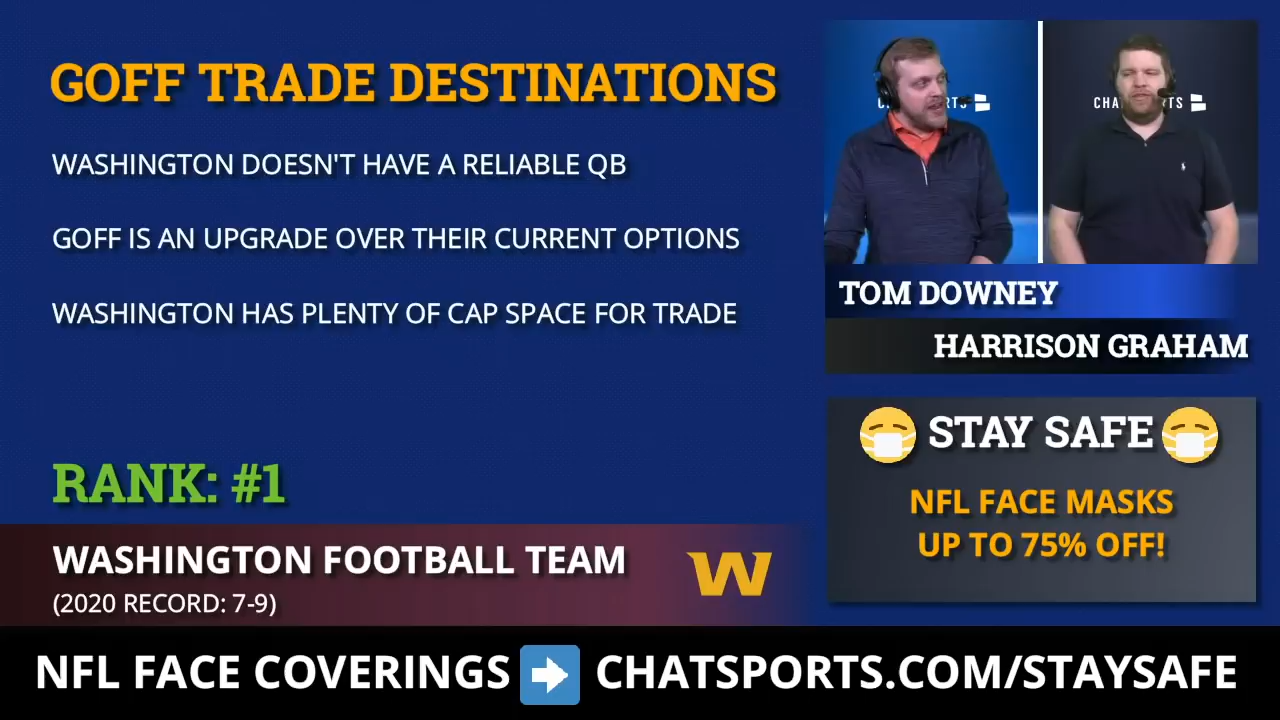 GOFF TRADE DESTINATIONS
WASHINGTON DOESN'T HAVE A RELIABLE QB
GOFF IS AN UPGRADE OVER THEIR CURRENT OPTIONS
WASHINGTON HAS PLENTY OF CAP SPACE FOR TRADE
RANK: #1
WASHINGTON FOOTBALL TEAM
(2020 RECORD: 7-9)
W
TOM DOWNEY
HARRISON GRAHAM
STAY SAFE
NFL FACE MASKS
UP TO 75% OFF!
NFL FACE COVERINGS CHATSPORTS.COM/STAYSAFE